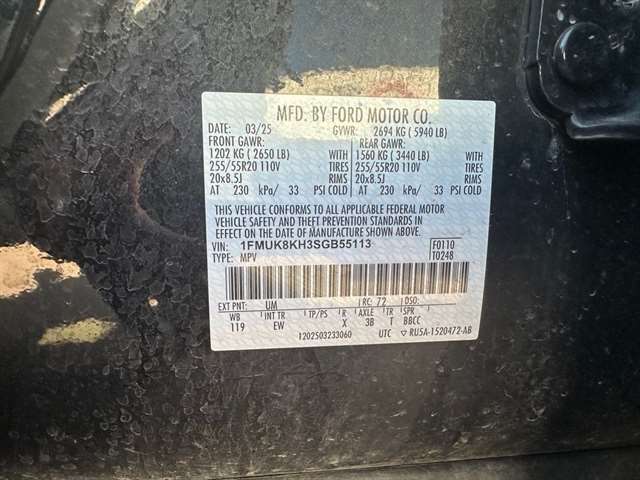 MFD. BY FORD MOTOR CO.
DATE: 03/25 GVWR: 2694 KG ( 5940 LB)
FRONT GAWR: REAR GAWR:
1202 KG ( 2650 LB) WITH 1560 KG ( 3440 LB) WITH
255/55R20 110V TIRES 255/55R20 110V TIRES
20x8.5J RIMS 20x8.5J RIMS
AT 230 kPa/ 33 PSI COLD AT 230 kPa/ 33 PSI COLD
THIS VEHICLE CONFORMS TO ALL APPLICABLE FEDERAL MOTOR
VEHICLE SAFETY AND THEFT PREVENTION STANDARDS IN
EFFECT ON THE DATE OF MANUFACTURE SHOWN ABOVE.
VIN: 1FMUK8KH3SGB55113 F0110
TYPE: MPV T0248
EXT PNT: UM RC: 72 DSO:
WB INT TR TP/PS R AXLE TR SPR
119 EW X 3B T BBCC
1202503233060 UTC ▽ RU5A-1520472-AB